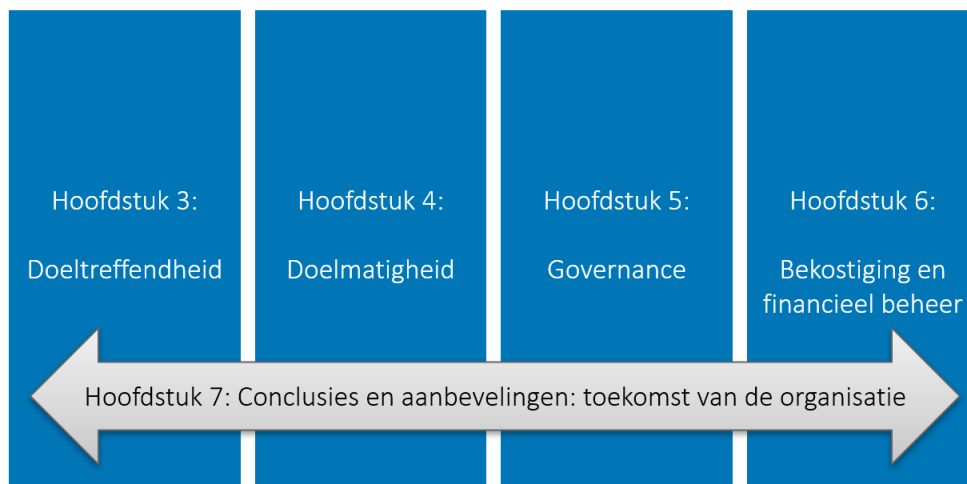 Hoofdstuk 3:
Doeltreffendheid
Hoofdstuk 4:
Doelmatigheid
Hoofdstuk 5:
Governance
Hoofdstuk 6:
Bekostiging en
financieel beheer
Hoofdstuk 7: Conclusies en aanbevelingen: toekomst van de organisatie